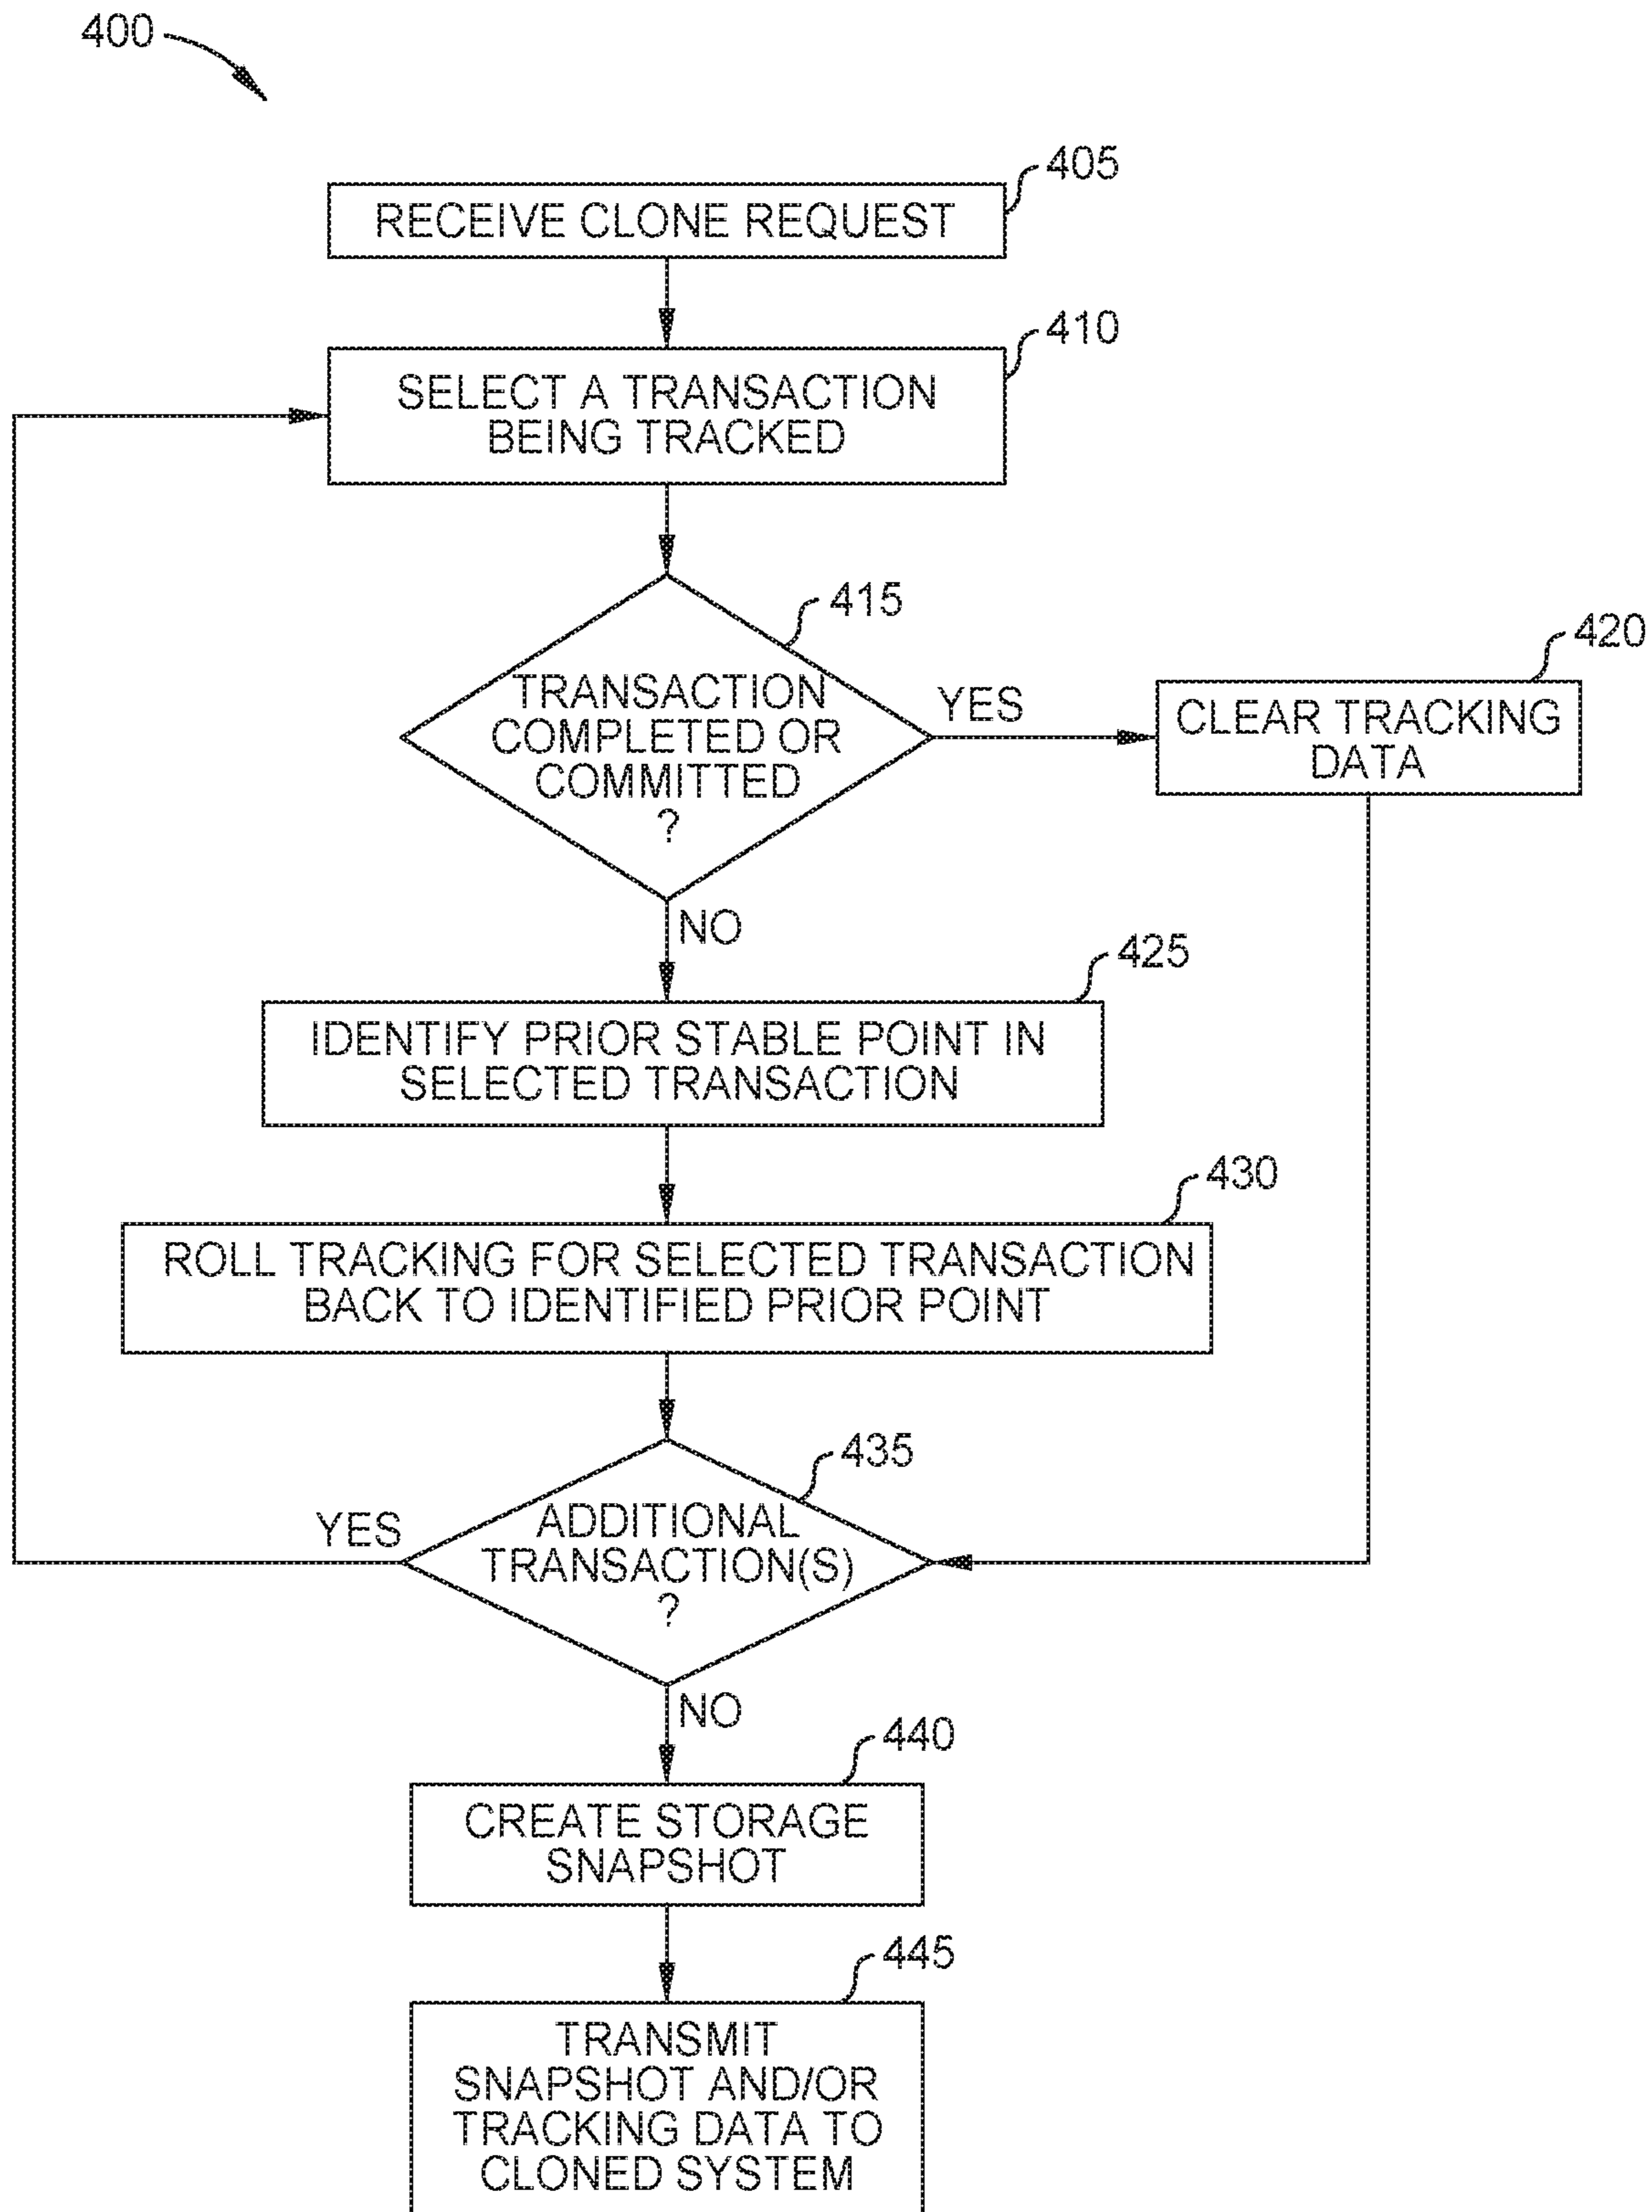 400
405
RECEIVE CLONE REQUEST
410
SELECT A TRANSACTION
BEING TRACKED
415
TRANSACTION
COMPLETED OR
COMMITTED
?
YES
420
CLEAR TRACKING
DATA
NO
425
IDENTIFY PRIOR STABLE POINT IN
SELECTED TRANSACTION
430
ROLL TRACKING FOR SELECTED TRANSACTION
BACK TO IDENTIFIED PRIOR POINT
435
YES
ADDITIONAL
TRANSACTION(S)
?
NO
440
CREATE STORAGE
SNAPSHOT
445
TRANSMIT
SNAPSHOT AND/OR
TRACKING DATA TO
CLONED SYSTEM